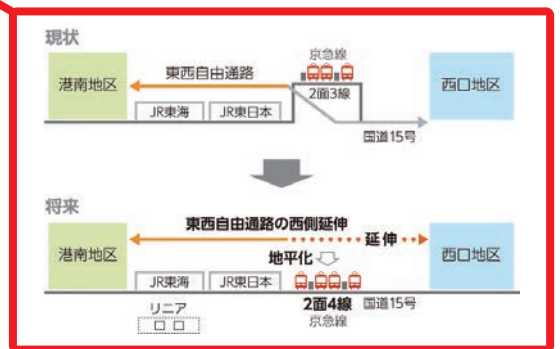 現状
京急線
港南地区
東西自由通路
西口地区
JR東海
JR東日本
2面3線
国道15号
将来
東西自由通路の西側延伸
延伸
港南地区
地平化
西口地区
JR東海
JR東日本
リニア
2面4線
国道15号
京急線